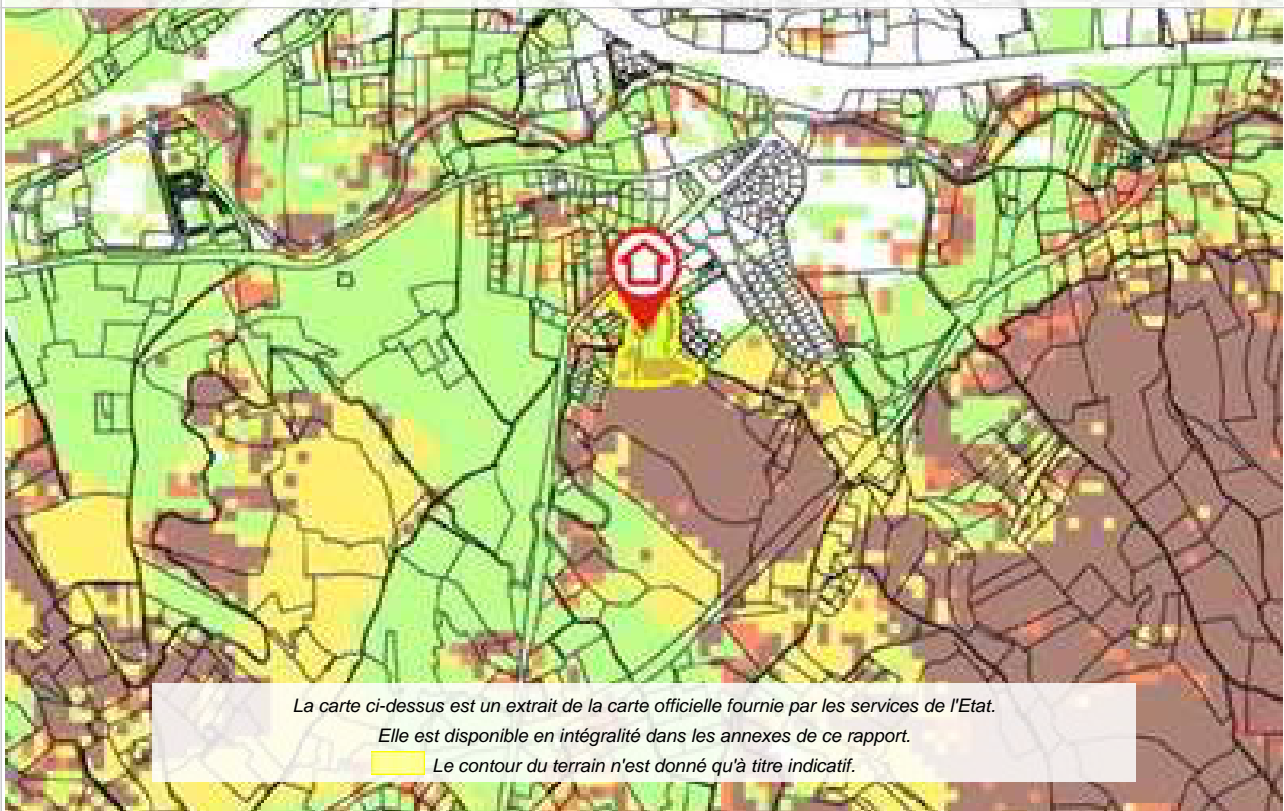 La carte ci-dessus est un extrait de la carte officielle fournie par les services de l'Etat.
Elle est disponible en intégralité dans les annexes de ce rapport.
Le contour du terrain n'est donné qu'à titre indicatif.